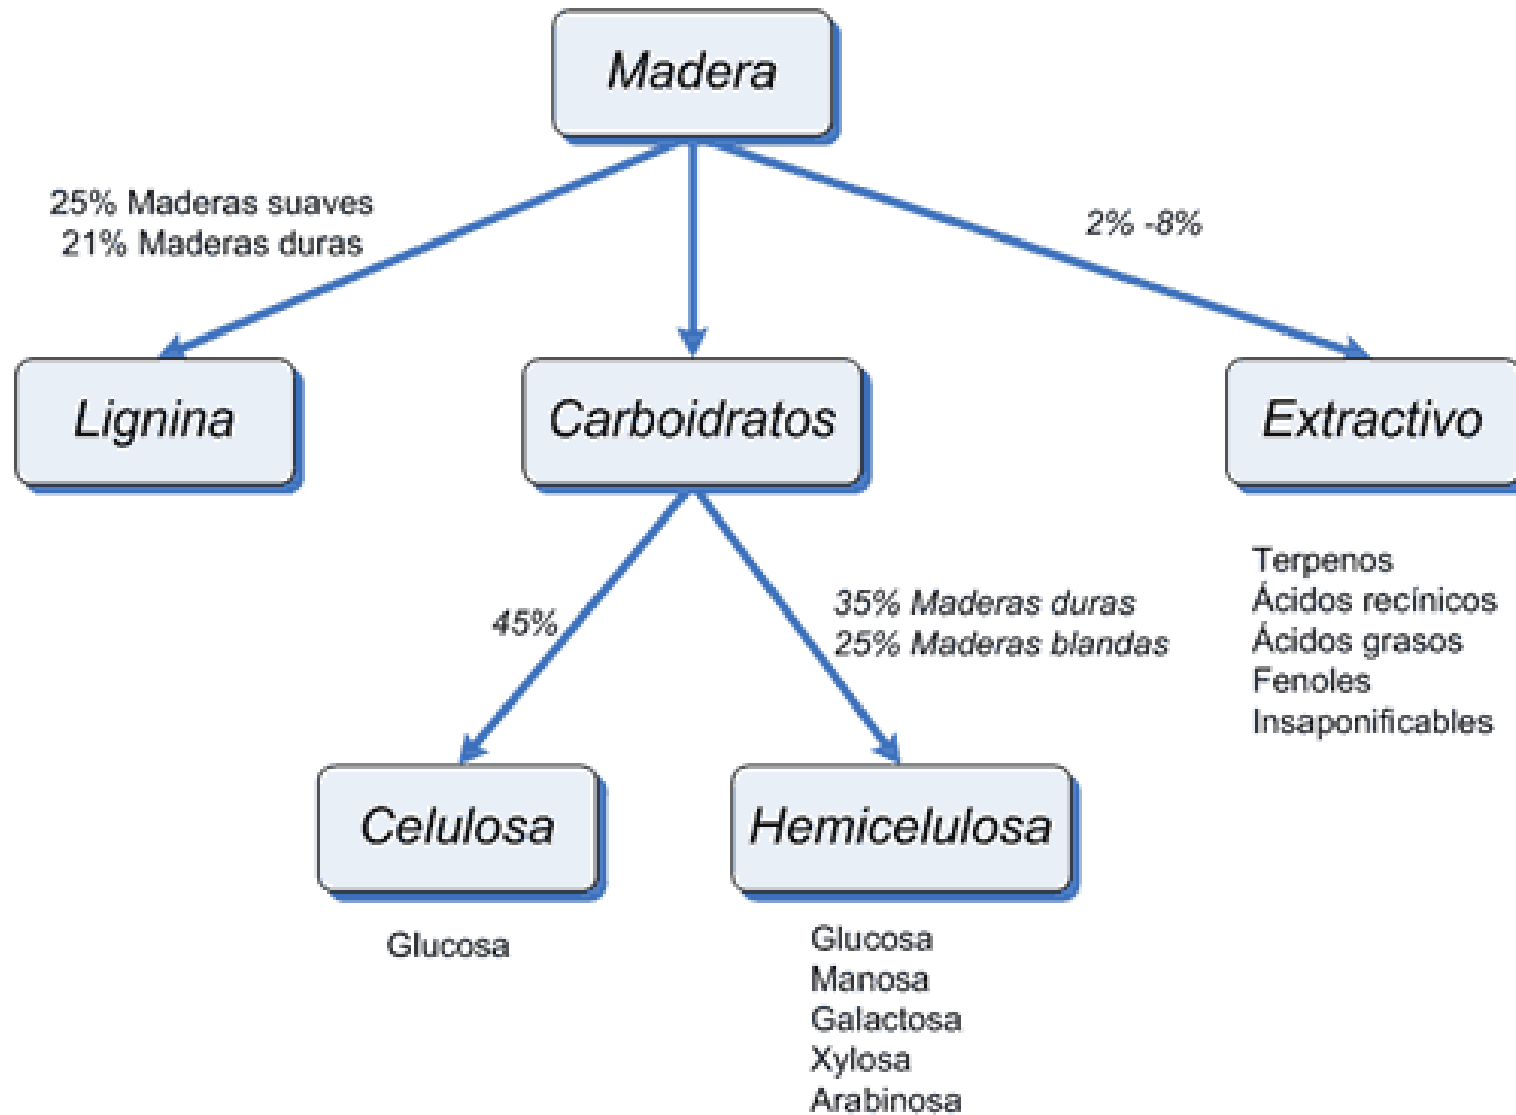 Madera
25% Maderas suaves
21% Maderas duras
2% -8%
Lignina
Carboidratos
Extractivo
Terpenos
Ácidos recínicos
Ácidos grasos
Fenoles
Insaponificables
45%
35% Maderas duras
25% Maderas blandas
Celulosa
Hemicelulosa
Glucosa
Glucosa
Manosa
Galactosa
Xylosa
Arabinosa